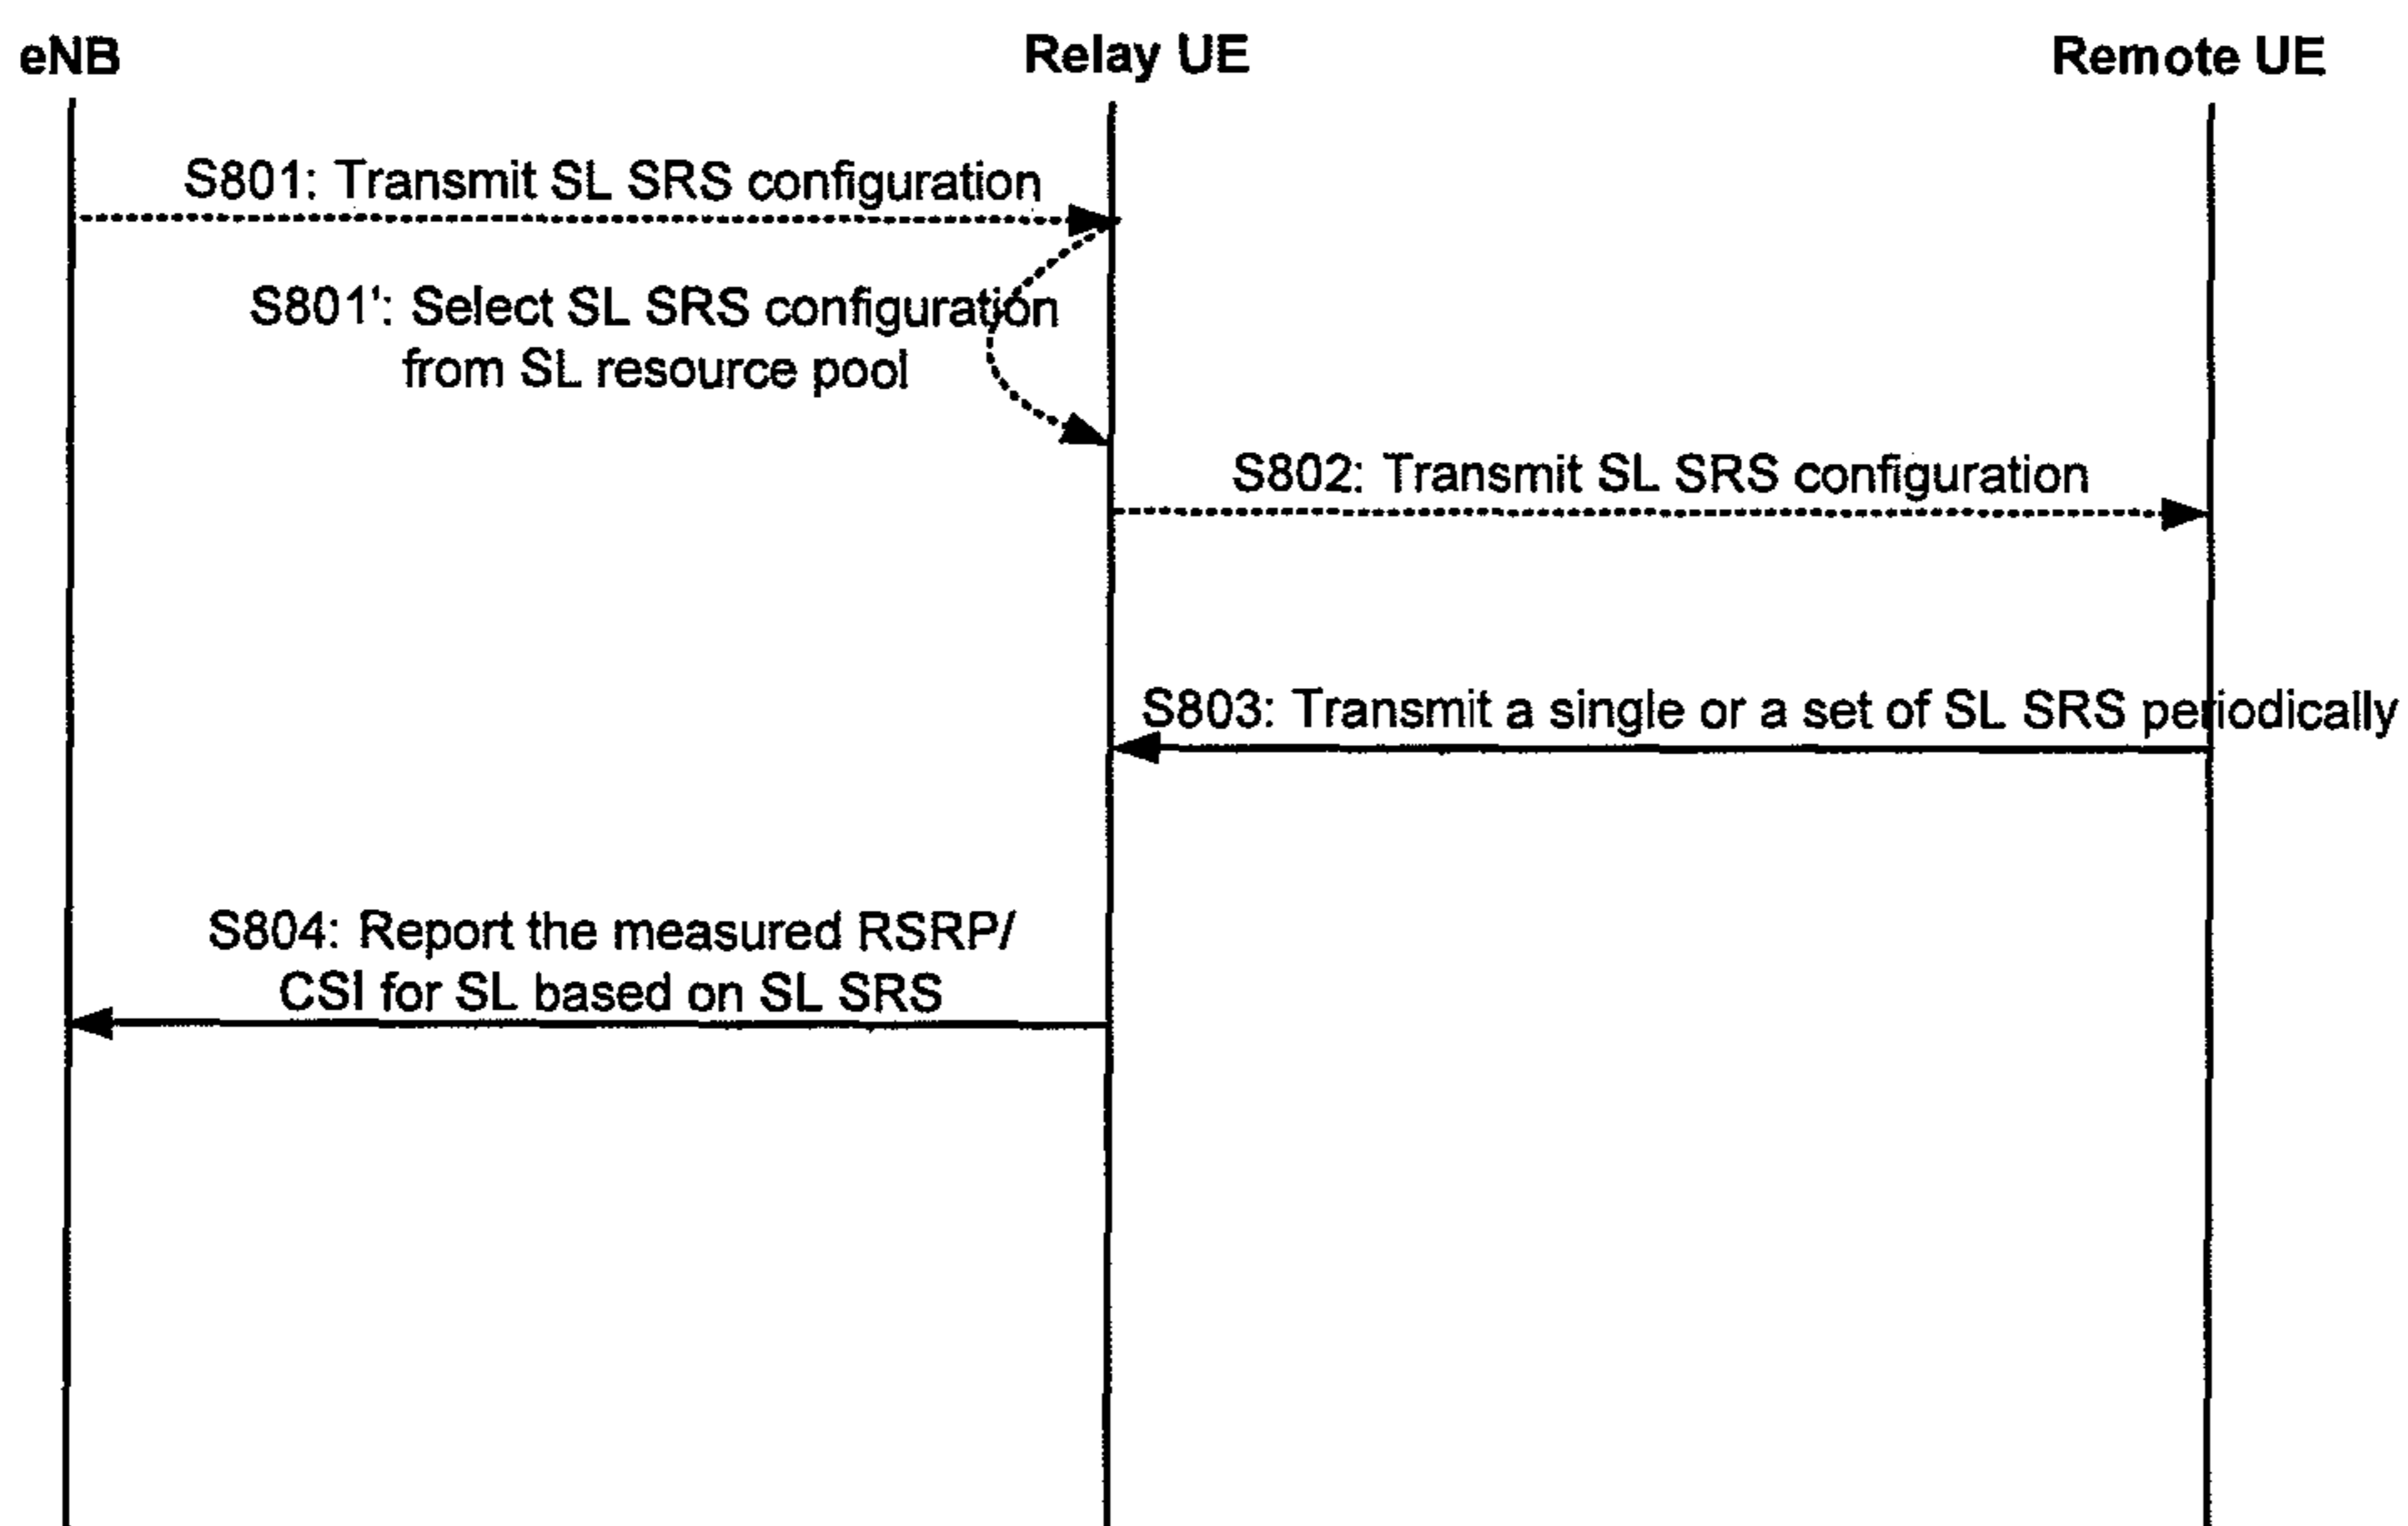 eNB
Relay UE
Remote UE
S801: Transmit SL SRS configuration
S801': Select SL SRS configuration
from SL resource pool
S802: Transmit SL SRS configuration
S803: Transmit a single or a set of SL SRS periodically
S804: Report the measured RSRP/
CSI for SL based on SL SRS